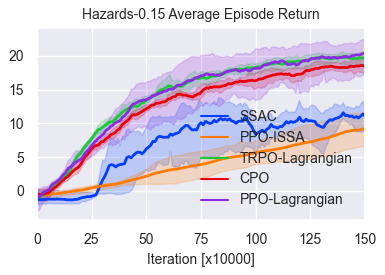 Hazards-0.15 Average Episode Return
20
15
10
5
0
SSAC
PPO-ISSA
TRPO-Lagrangian
CPO
PPO-Lagrangian
0 25 50 75 100 125 150
Iteration [x10000]